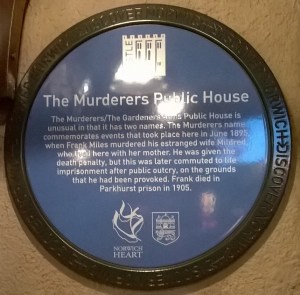 The Murderers Public House
The Murderers/The Gardeners Arms Public House is
unusual in that it has two names. The Murderers name
commemorates events that took place here in June 1895,
when Frank Miles murdered his estranged wife Mildred,
who lived here with her mother. He was given the
death penalty, but this was later commuted to life
imprisonment after public outcry, on the grounds
that he had been provoked. Frank died in
Parkhurst prison in 1905.
NORWICH
HEART